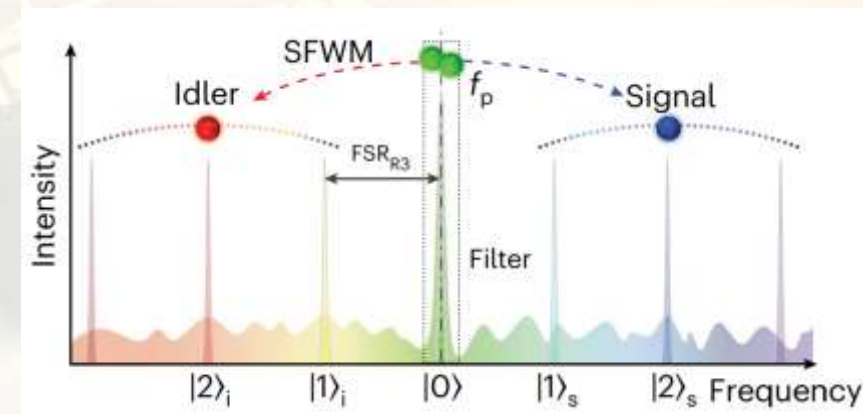 SFWM
Idler
f_p
Signal
FSR_R3
Intensity
Filter
|2⟩_i |1⟩_i |0⟩ |1⟩_s |2⟩_s Frequency